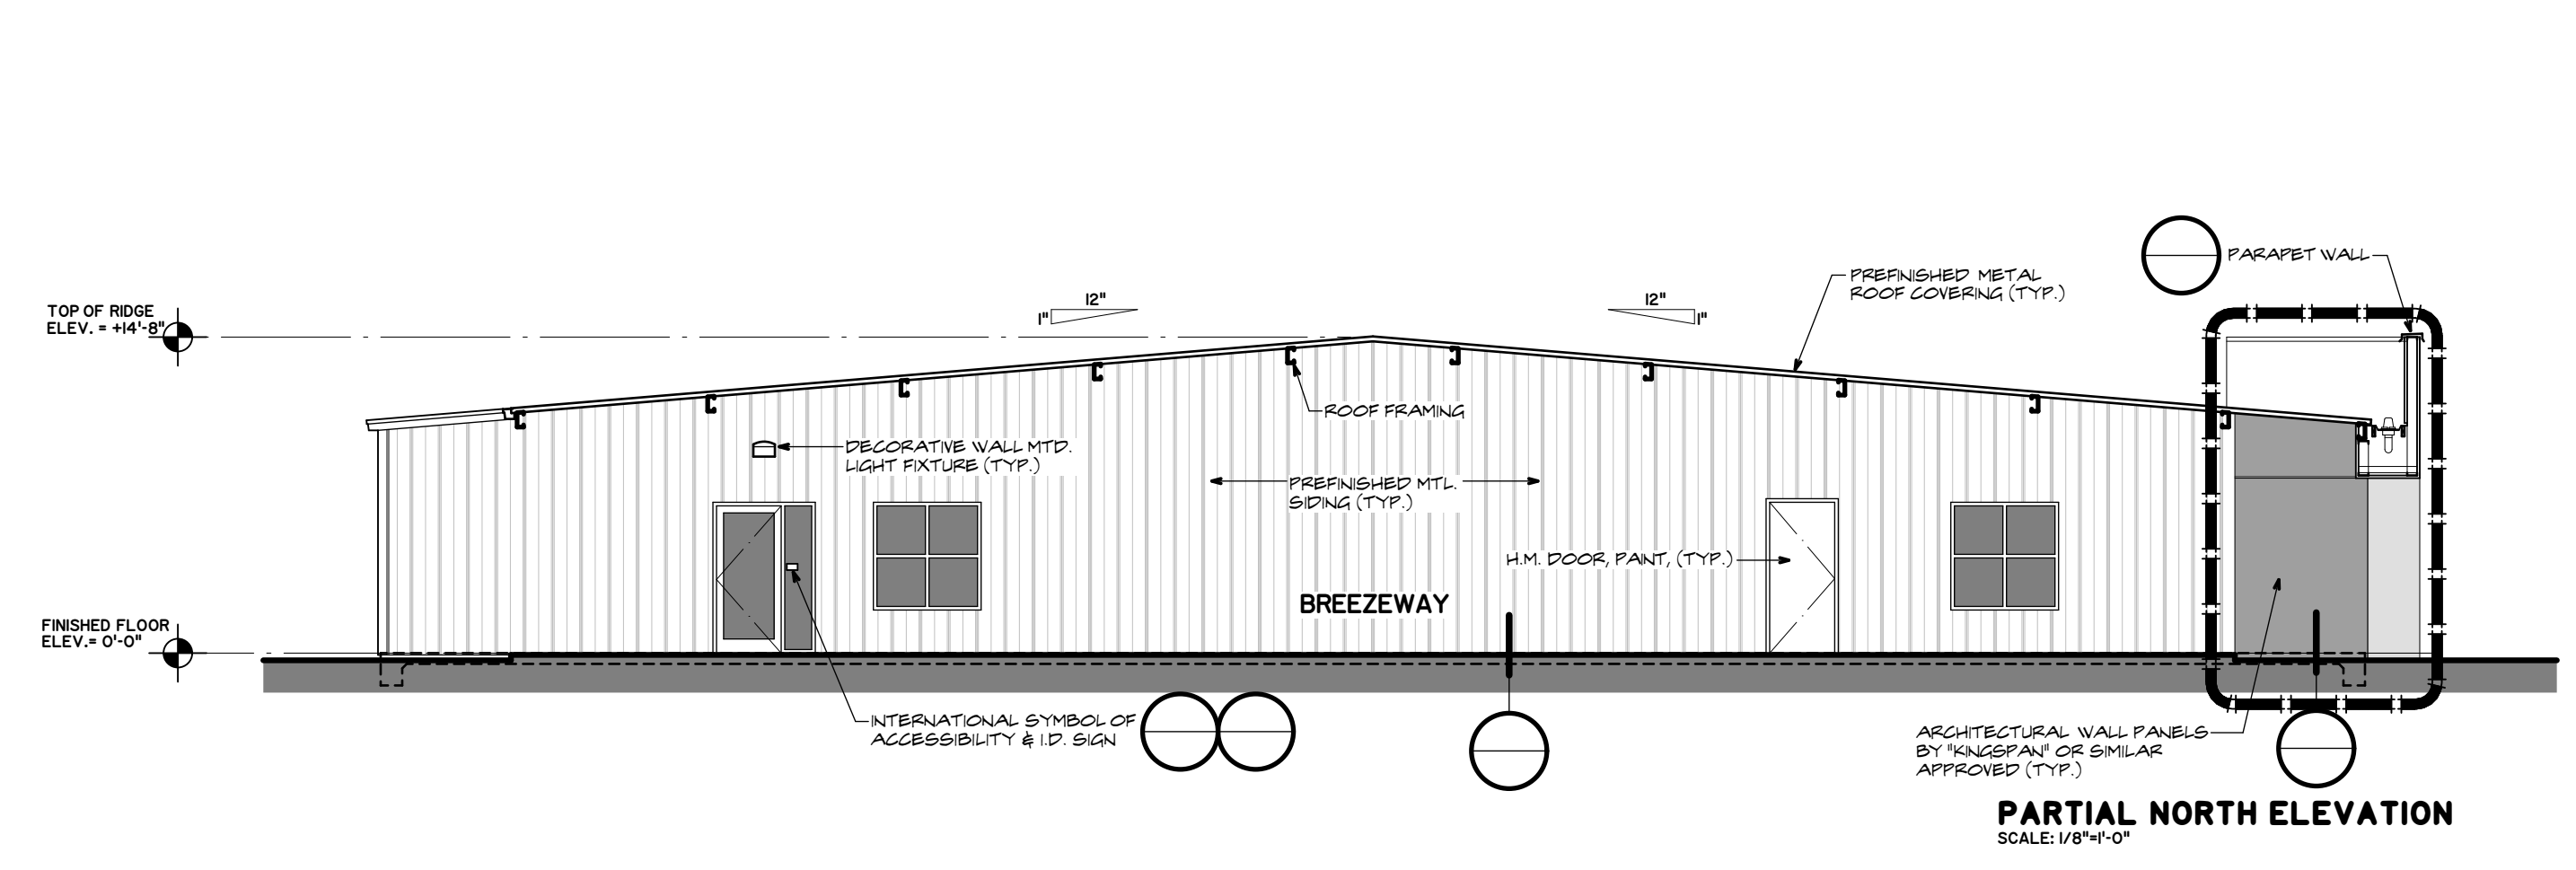 PARAPET WALL
PREFINISHED METAL
ROOF COVERING (TYP.)
12"
1"
12"
1"
TOP OF RIDGE
ELEV. = +14'-8"
ROOF FRAMING
DECORATIVE WALL MTD.
LIGHT FIXTURE (TYP.)
PREFINISHED MTL.
SIDING (TYP.)
H.M. DOOR, PAINT, (TYP.)
BREEZEWAY
FINISHED FLOOR
ELEV.= 0'-0"
INTERNATIONAL SYMBOL OF
ACCESSIBILITY & I.D. SIGN
ARCHITECTURAL WALL PANELS
BY "KINGSPAN" OR SIMILAR
APPROVED (TYP.)
PARTIAL NORTH ELEVATION
SCALE: 1/8"=1'-0"